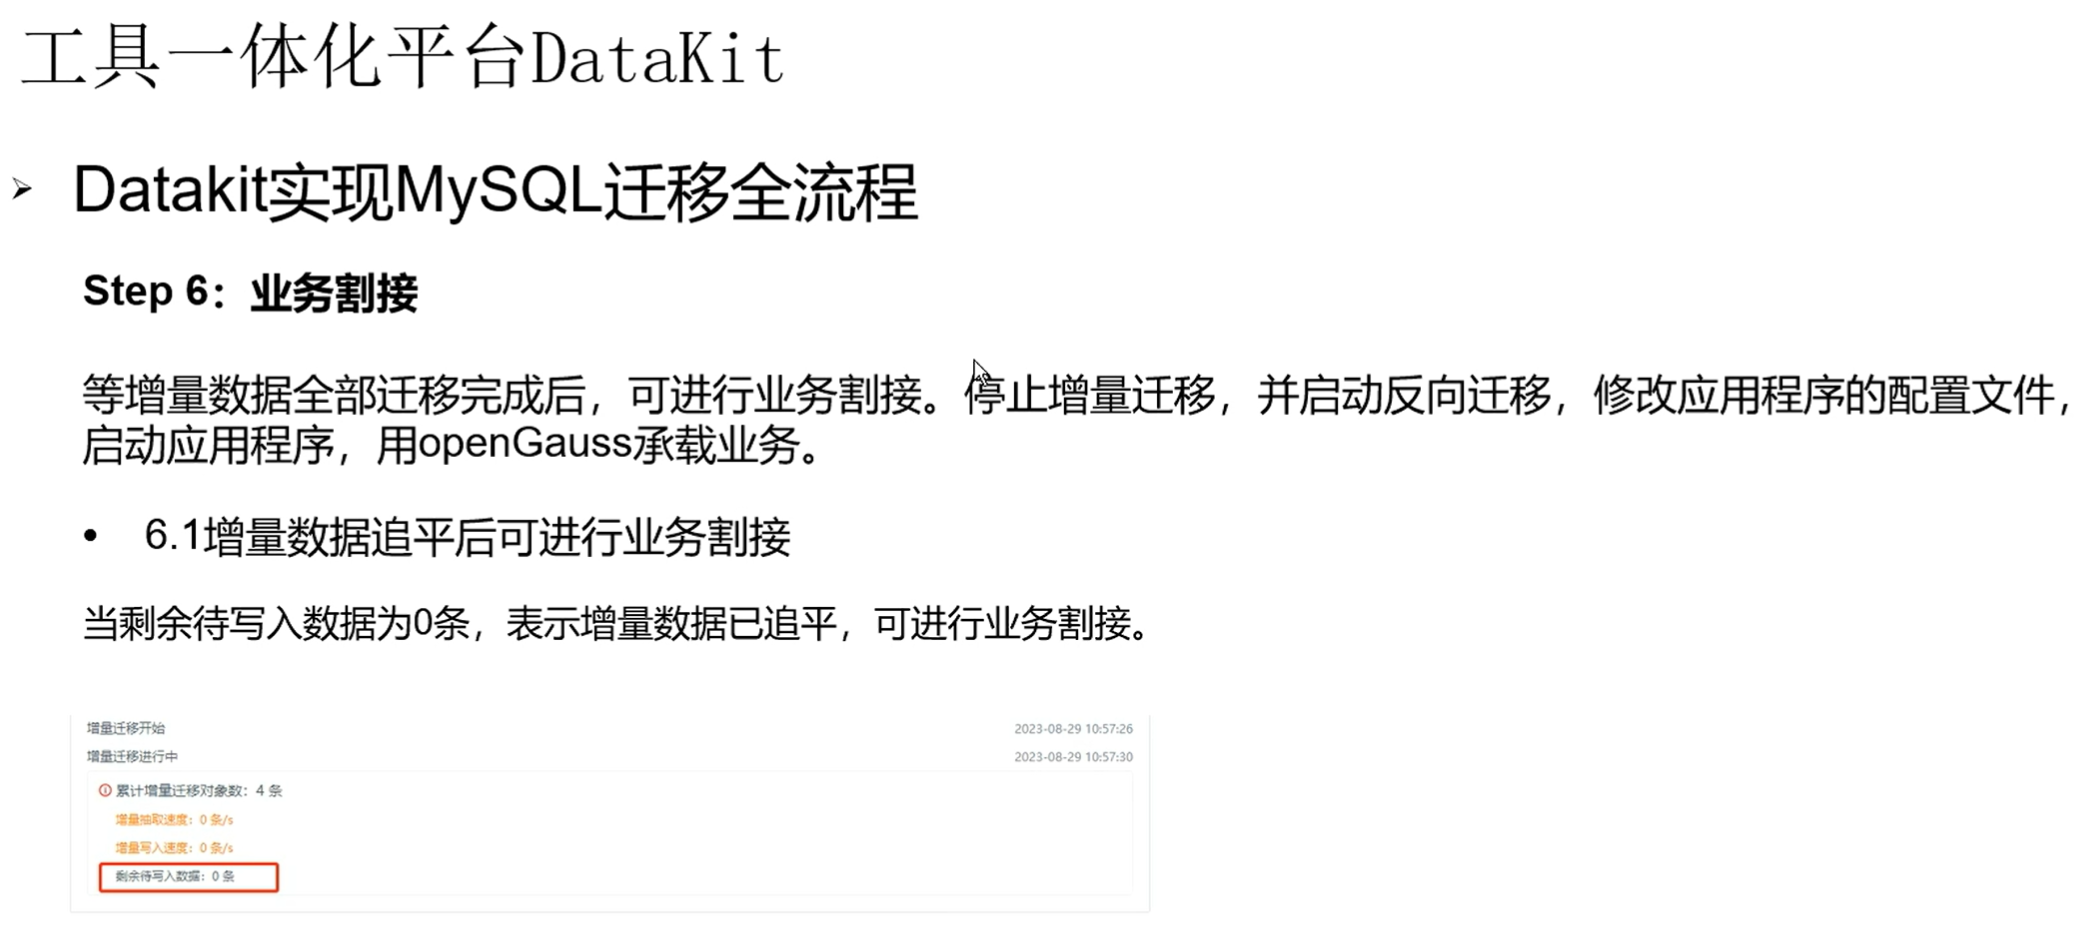 工具一体化平台DataKit
Datakit实现MySQL迁移全流程
Step 6：业务割接
等增量数据全部迁移完成后，可进行业务割接。停止增量迁移，并启动反向迁移，修改应用程序的配置文件，
启动应用程序，用openGauss承载业务。
• 6.1增量数据追平后可进行业务割接
当剩余待写入数据为0条，表示增量数据已追平，可进行业务割接。
增量迁移开始 2023-08-29 10:57:26
增量迁移进行中 2023-08-29 10:57:30
累计增量迁移对象数：4 条
增量抽取速度：0 条/s
增量写入速度：0 条/s
剩余待写入数据：0 条